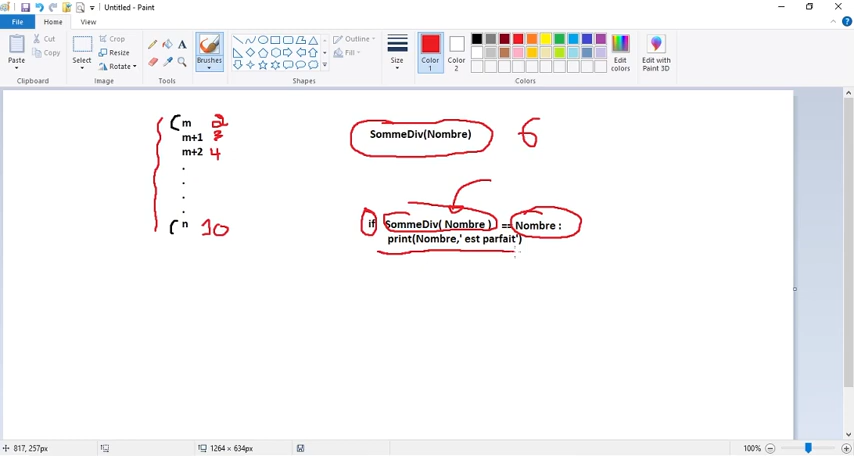 Untitled - Paint
File
Home
View
Paste
Cut
Copy
Clipboard
Select
Crop
Resize
Rotate
Image
A
Tools
Brushes
Outline
Fill
Shapes
Size
Color
1
Color
2
Colors
Edit
colors
Edit with
Paint 3D
m 2
m+1 3
m+2 4
.
.
.
.
n 10
SommeDiv(Nombre) 6
if SommeDiv( Nombre ) == Nombre :
print(Nombre,' est parfait')
817, 257px
1264 × 634px
100%